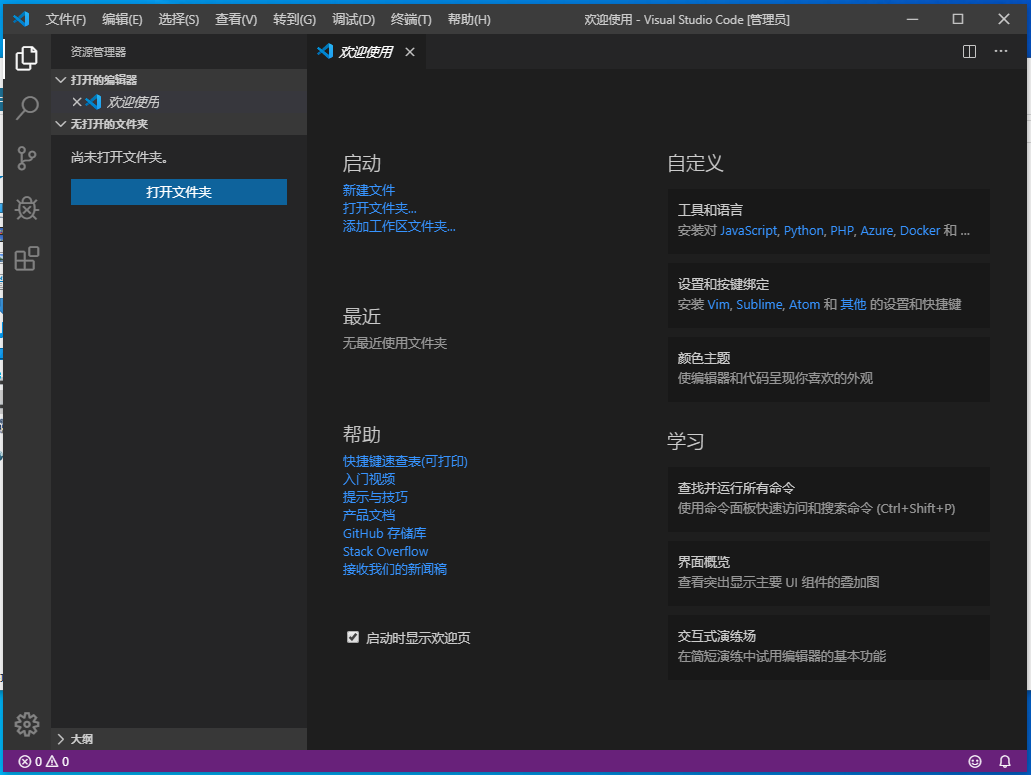 文件(F) 编辑(E) 选择(S) 查看(V) 转到(G) 调试(D) 终端(T) 帮助(H) 欢迎使用 - Visual Studio Code [管理员]
资源管理器
打开的编辑器
欢迎使用
无打开的文件夹
尚未打开文件夹。
打开文件夹
大纲
欢迎使用
启动
新建文件
打开文件夹...
添加工作区文件夹...
最近
无最近使用文件夹
帮助
快捷键速查表(可打印)
入门视频
提示与技巧
产品文档
GitHub 存储库
Stack Overflow
接收我们的新闻稿
启动时显示欢迎页
自定义
工具和语言
安装对 JavaScript, Python, PHP, Azure, Docker 和 ...
设置和按键绑定
安装 Vim, Sublime, Atom 和 其他 的设置和快捷键
颜色主题
使编辑器和代码呈现你喜欢的外观
学习
查找并运行所有命令
使用命令面板快速访问和搜索命令 (Ctrl+Shift+P)
界面概览
查看突出显示主要 UI 组件的叠加图
交互式演练场
在简短演练中试用编辑器的基本功能
0 0